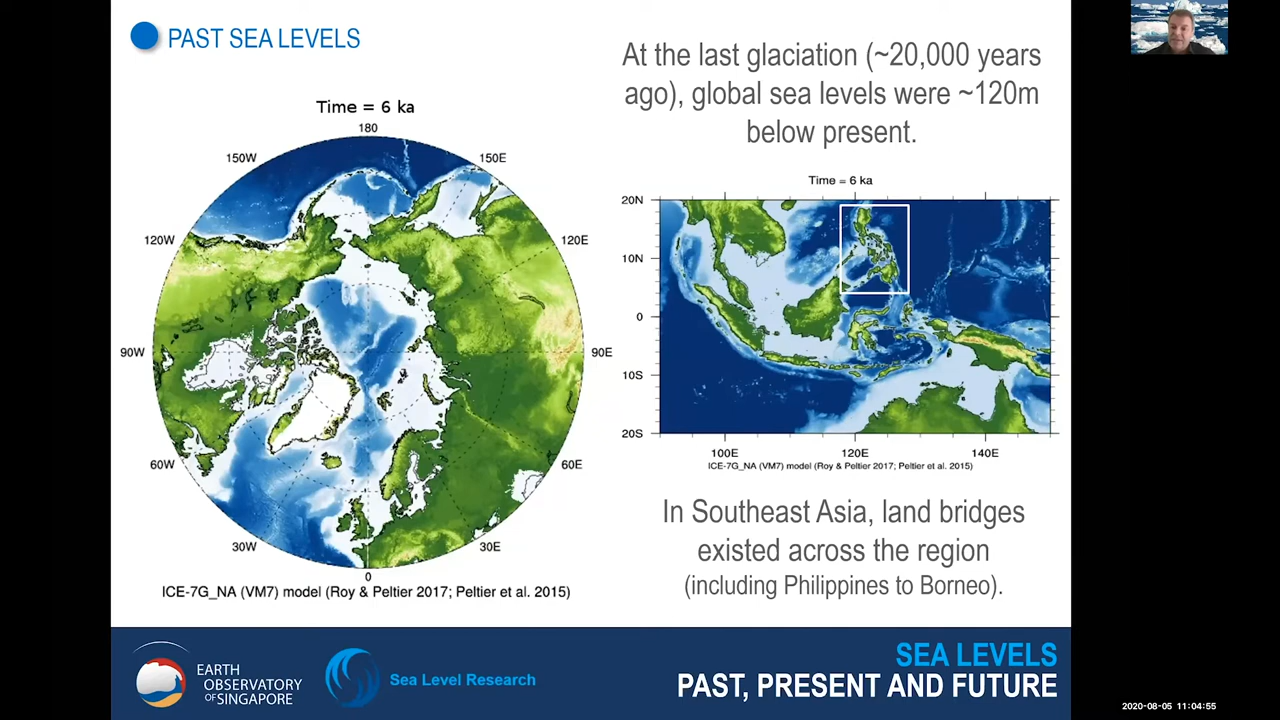 PAST SEA LEVELS
Time = 6 ka
180
150W
150E
120W
120E
90W
90E
60W
60E
30W
30E
0
ICE-7G_NA (VM7) model (Roy & Peltier 2017; Peltier et al. 2015)
At the last glaciation (~20,000 years
ago), global sea levels were ~120m
below present.
Time = 6 ka
20N
10N
0
10S
20S
100E
120E
140E
ICE-7G_NA (VM7) model (Roy & Peltier 2017; Peltier et al. 2015)
In Southeast Asia, land bridges
existed across the region
(including Philippines to Borneo).
EARTH
OBSERVATORY
OF SINGAPORE
Sea Level Research
SEA LEVELS
PAST, PRESENT AND FUTURE
2020-08-05 11:04:55